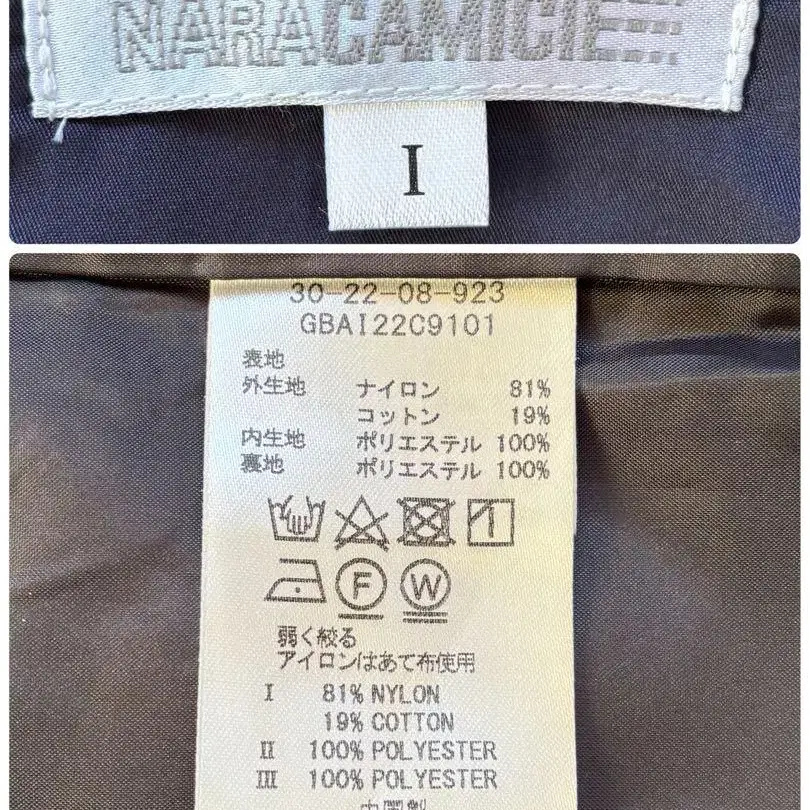 NARACAMICIE
I
30-22-08-923
GBAI22C9101
表地
外生地 ナイロン 81%
コットン 19%
内生地 ポリエステル 100%
裏地 ポリエステル 100%
F W
弱く絞る
アイロンはあて布使用
I 81% NYLON
19% COTTON
II 100% POLYESTER
III 100% POLYESTER
中国製